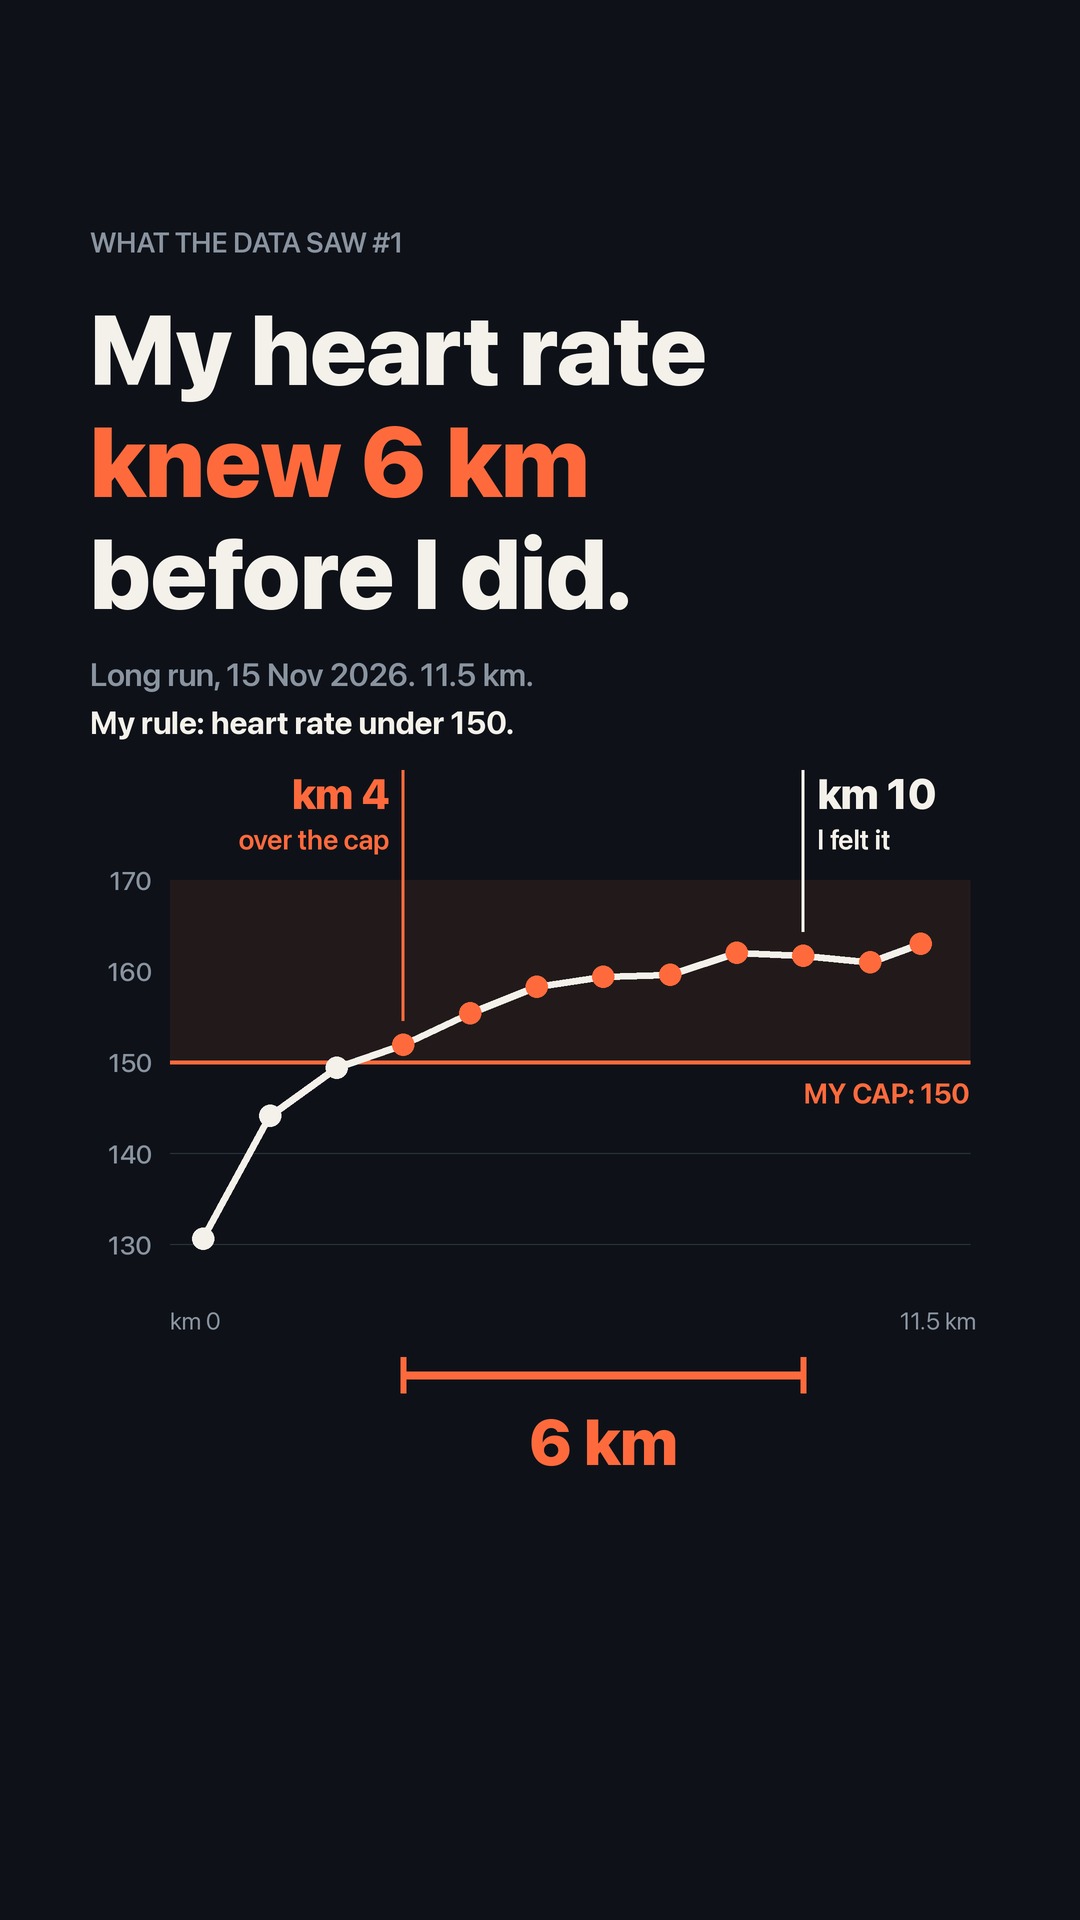 WHAT THE DATA SAW #1
My heart rate
knew 6 km
before I did.
Long run, 15 Nov 2026. 11.5 km.
My rule: heart rate under 150.
km 4
over the cap
km 10
I felt it
170
160
150
MY CAP: 150
140
130
km 0
11.5 km
6 km